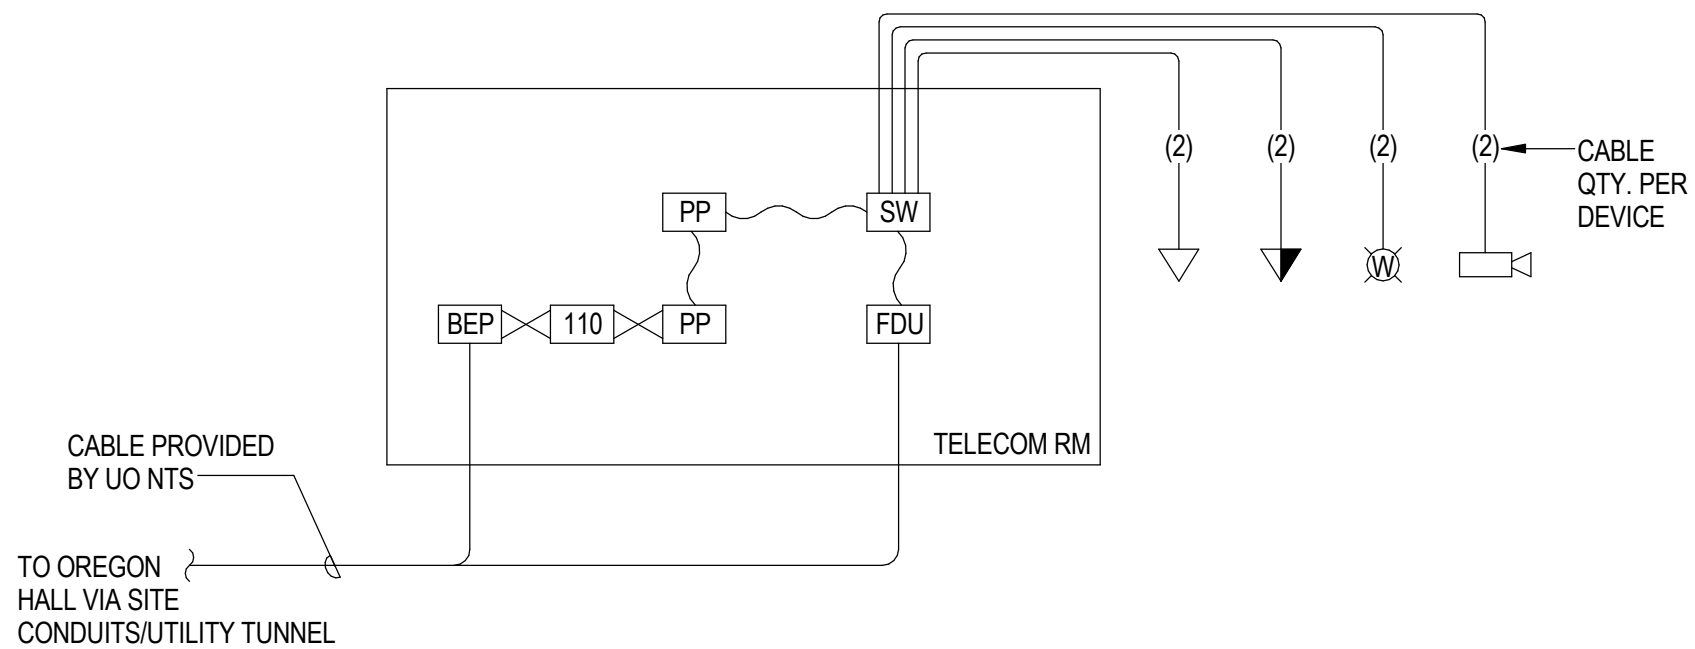 (2)
(2)
(2)
(2)
CABLE
QTY. PER
DEVICE
PP
SW
W
BEP
110
PP
FDU
TELECOM RM
CABLE PROVIDED
BY UO NTS
TO OREGON
HALL VIA SITE
CONDUITS/UTILITY TUNNEL